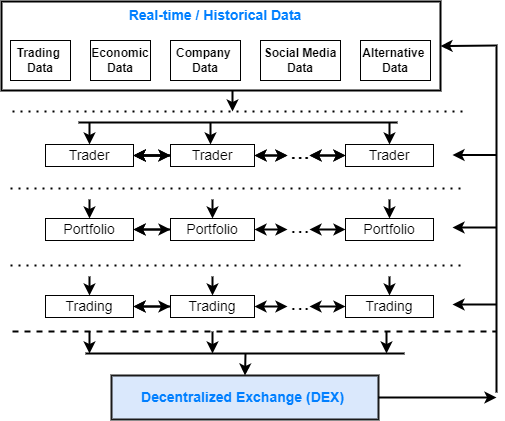 Real-time / Historical Data
Trading Economic Company Social Media Alternative
Data Data Data Data Data
Trader Trader ... Trader
Portfolio Portfolio ... Portfolio
Trading Trading ... Trading
Decentralized Exchange (DEX)